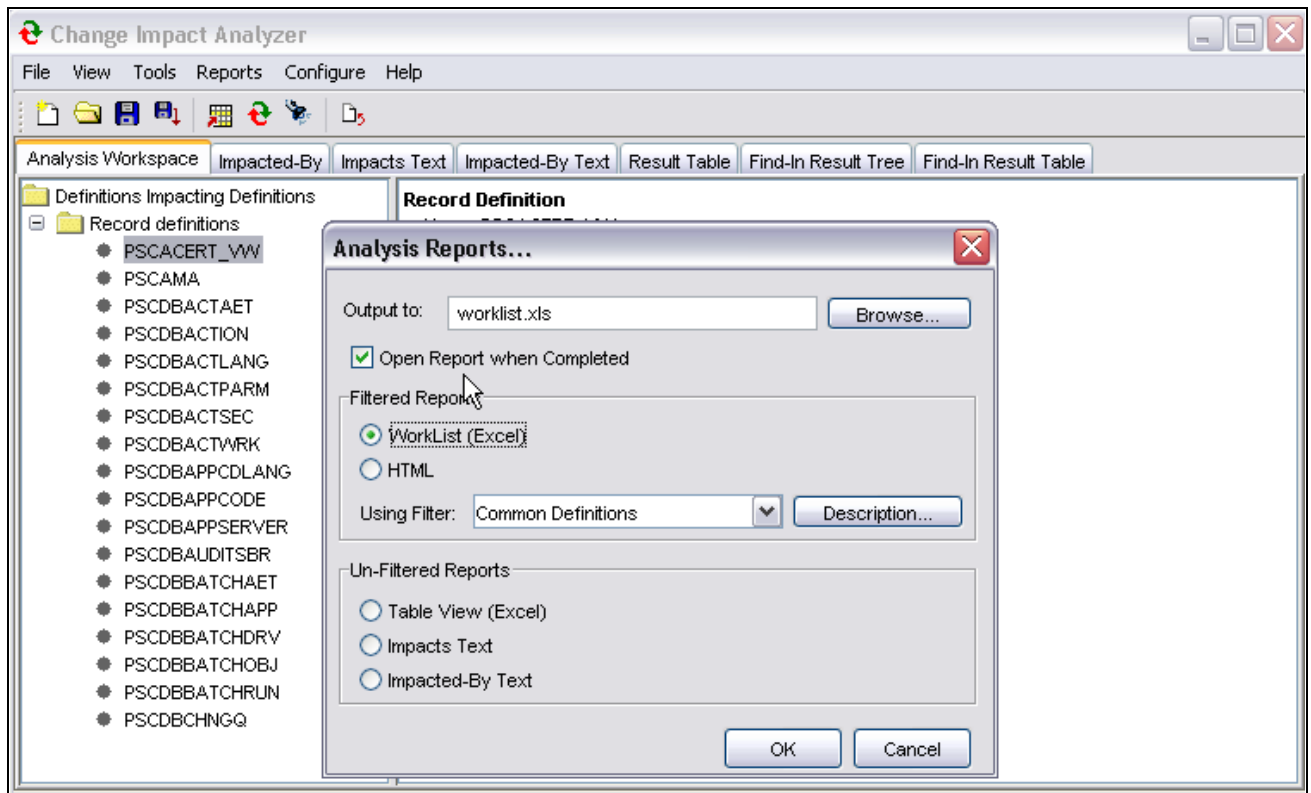 Change Impact Analyzer
File View Tools Reports Configure Help
Analysis Workspace Impacted-By Impacts Text Impacted-By Text Result Table Find-In Result Tree Find-In Result Table
Definitions Impacting Definitions
Record definitions
PSCACERT_VW
PSCAMA
PSCDBACTAET
PSCDBACTION
PSCDBACTLANG
PSCDBACTPARM
PSCDBACTSEC
PSCDBACTWRK
PSCDBAPPCDLANG
PSCDBAPPCODE
PSCDBAPPSERVER
PSCDBAUDITSBR
PSCDBBATCHAET
PSCDBBATCHAPP
PSCDBBATCHDRV
PSCDBBATCHOBJ
PSCDBBATCHRUN
PSCDBCHNGQ
Record Definition
Analysis Reports...
Output to: worklist.xls Browse...
Open Report when Completed
Filtered Reports
WorkList (Excel)
HTML
Using Filter: Common Definitions Description...
Un-Filtered Reports
Table View (Excel)
Impacts Text
Impacted-By Text
OK Cancel